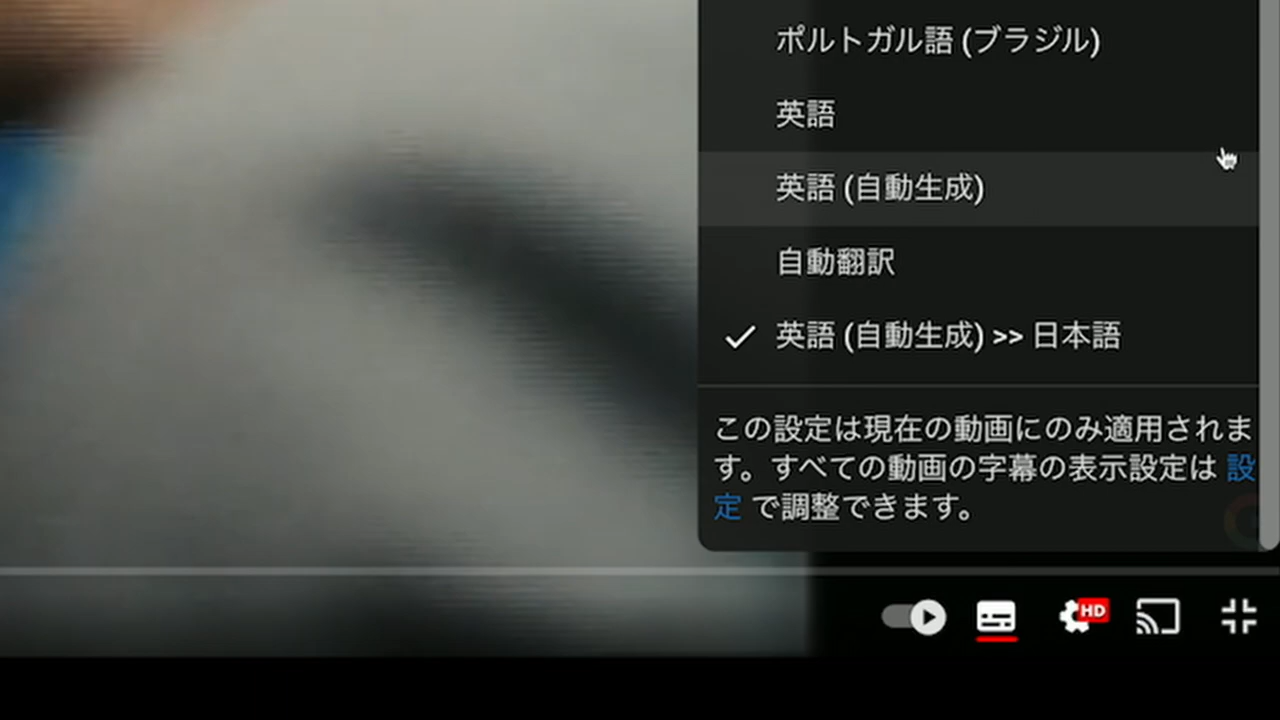 ポルトガル語 (ブラジル)
英語
英語 (自動生成)
自動翻訳
英語 (自動生成) >> 日本語
この設定は現在の動画にのみ適用されま
す。すべての動画の字幕の表示設定は 設
定 で調整できます。
HD